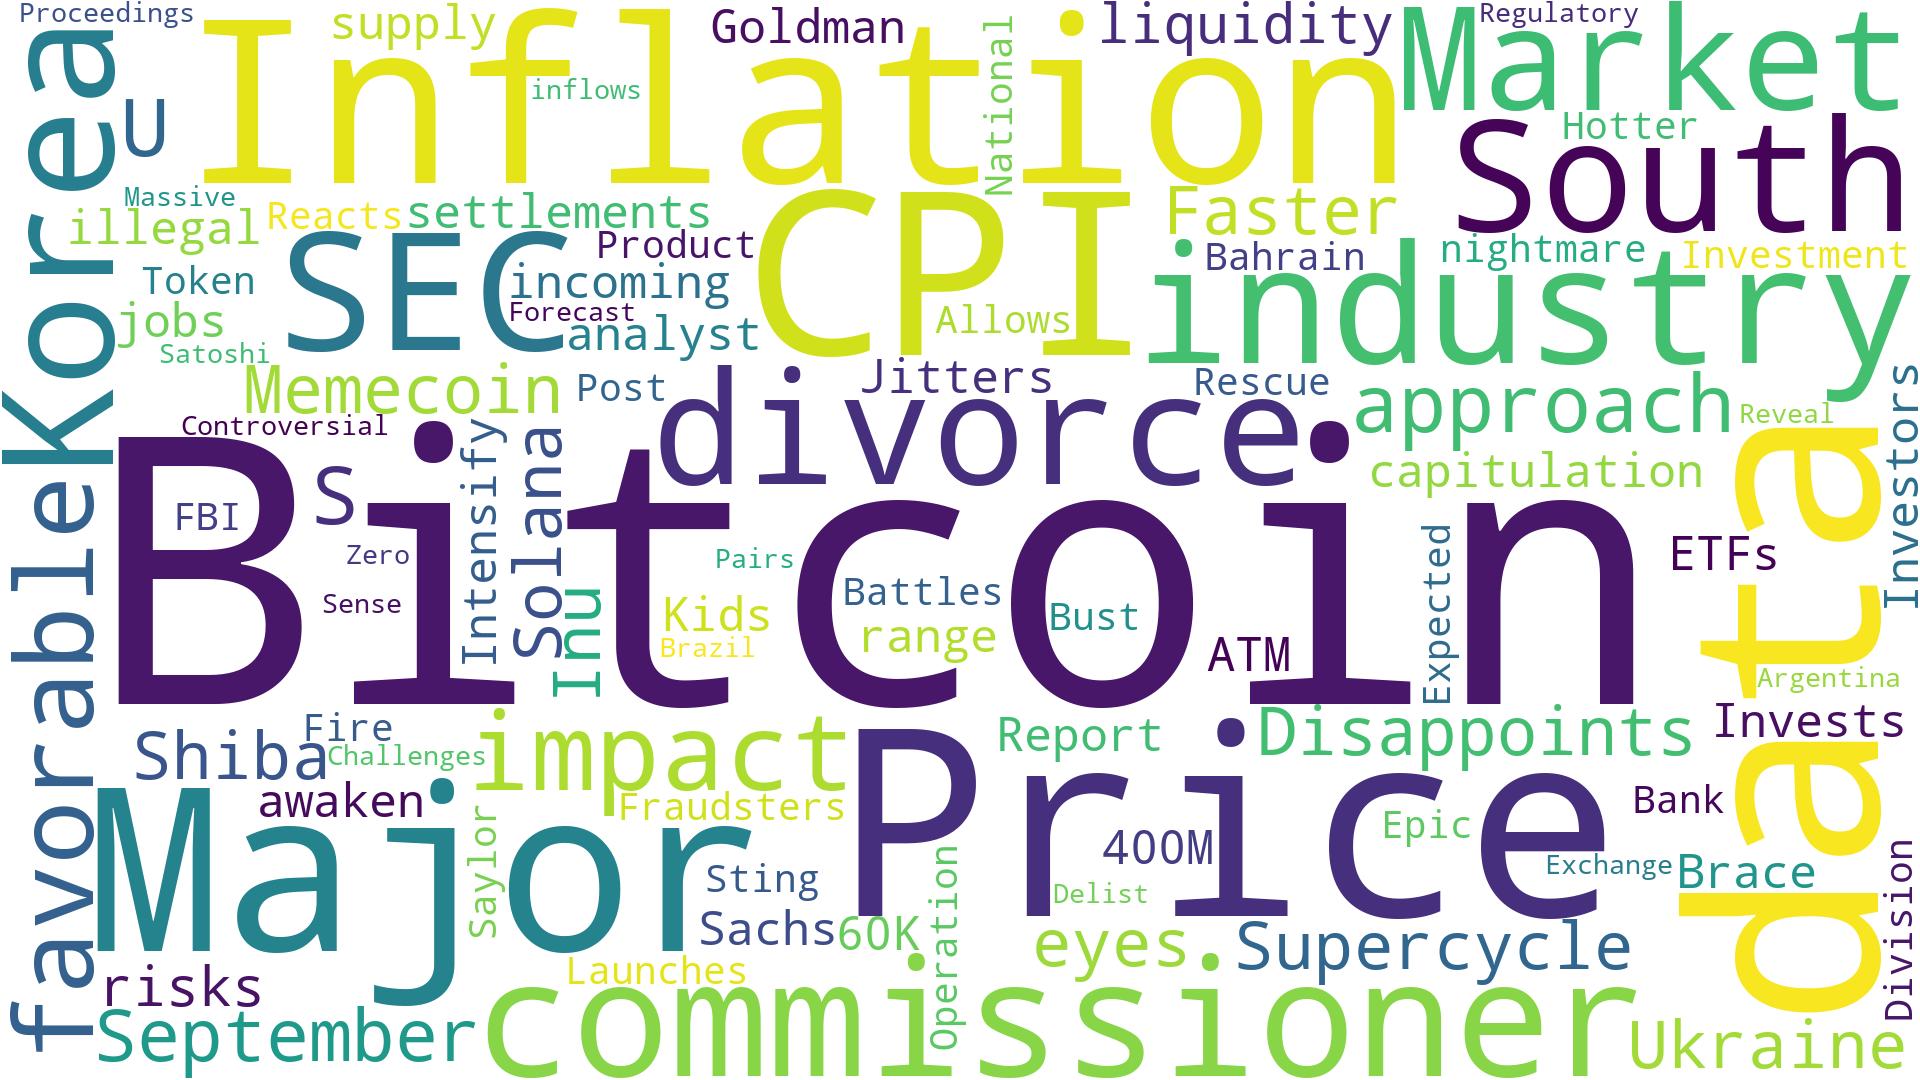 Proceedings
supply
Goldman
liquidity
Regulatory
Market
Inflation
inflows
National
Korea
U
Hotter
South
Massive
illegal
Reacts
settlements
Faster
CPI
SEC
Product
Bahrain
nightmare
Investment
industry
Token
incoming
jobs
Forecast
analyst
Allows
Satoshi
Memecoin
Post
Jitters
Rescue
divorce
approach
Reveal
Investors
Controversial
Intensify
Solana
capitulation
Bitcoin
S
FBI
Zero
Pairs
Expected
ETFs
data
favorable
Sense
Inu
Kids
Battles
Bust
range
Brazil
ATM
Argentina
Shiba
Fire
Challenges
impact
Report
Disappoints
Invests
Major
awaken
Saylor
Fraudsters
Price
400M
Epic
Bank
Sting
Delist
Exchange
Brace
Division
Sachs
60K
Operation
eyes
Supercycle
risks
Launches
September
commissioner
Ukraine